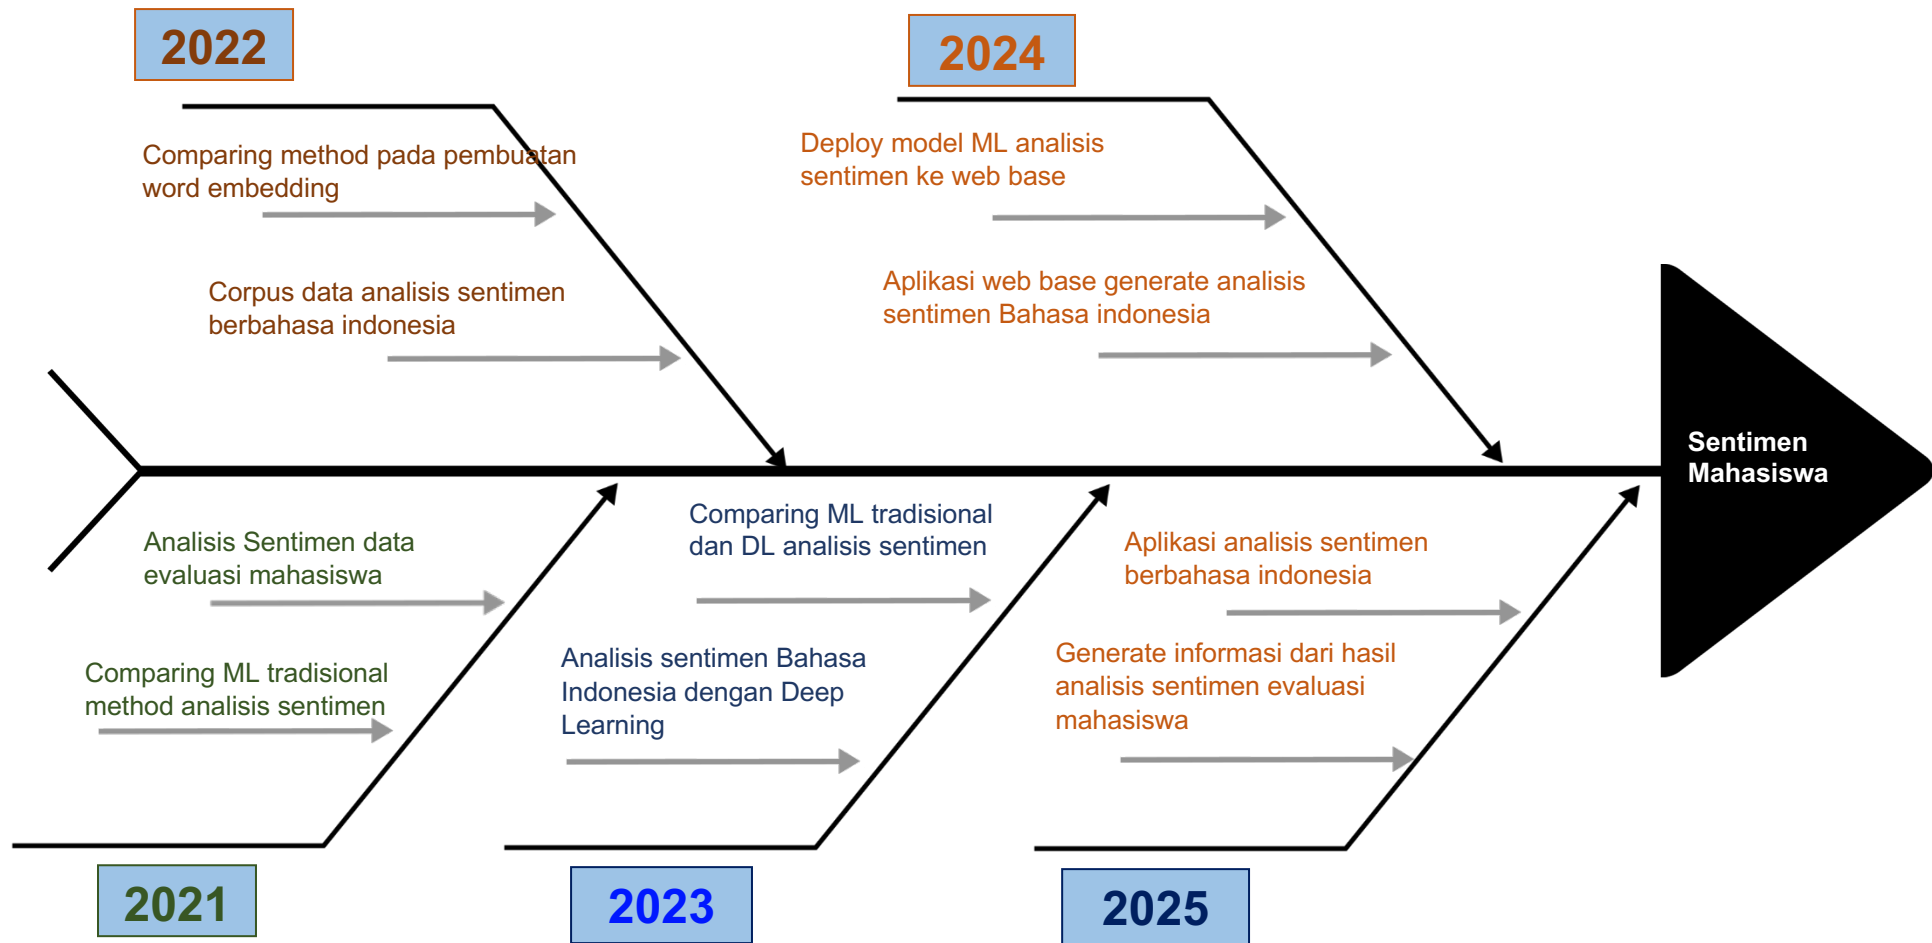 2022
Comparing method pada pembuatan
word embedding
Corpus data analisis sentimen
berbahasa indonesia
2024
Deploy model ML analisis
sentimen ke web base
Aplikasi web base generate analisis
sentimen Bahasa indonesia
Sentimen
Mahasiswa
Analisis Sentimen data
evaluasi mahasiswa
Comparing ML tradisional
method analisis sentimen
2021
Comparing ML tradisional
dan DL analisis sentimen
Analisis sentimen Bahasa
Indonesia dengan Deep
Learning
2023
Aplikasi analisis sentimen
berbahasa indonesia
Generate informasi dari hasil
analisis sentimen evaluasi
mahasiswa
2025